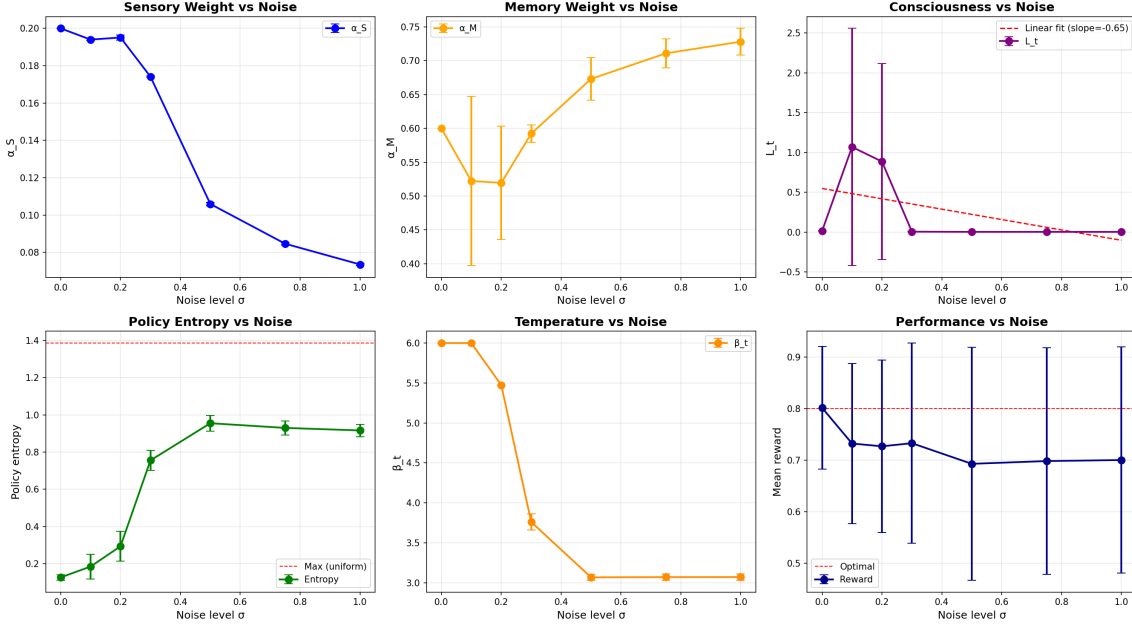 Sensory Weight vs Noise
α_S
0.20
0.18
0.16
0.14
0.12
0.10
0.08
α_S
0.0
0.2
0.4
0.6
0.8
1.0
Noise level σ
Memory Weight vs Noise
α_M
0.75
0.70
0.65
0.60
0.55
0.50
0.45
0.40
α_M
0.0
0.2
0.4
0.6
0.8
1.0
Noise level σ
Consciousness vs Noise
Linear fit (slope=-0.65)
L_t
2.5
2.0
1.5
1.0
0.5
0.0
−0.5
L_t
0.0
0.2
0.4
0.6
0.8
1.0
Noise level σ
Policy Entropy vs Noise
1.4
1.2
1.0
0.8
0.6
0.4
0.2
Policy entropy
Max (uniform)
Entropy
0.0
0.2
0.4
0.6
0.8
1.0
Noise level σ
Temperature vs Noise
β_t
6.0
5.5
5.0
4.5
4.0
3.5
3.0
β_t
0.0
0.2
0.4
0.6
0.8
1.0
Noise level σ
Performance vs Noise
0.9
0.8
0.7
0.6
0.5
Mean reward
Optimal
Reward
0.0
0.2
0.4
0.6
0.8
1.0
Noise level σ